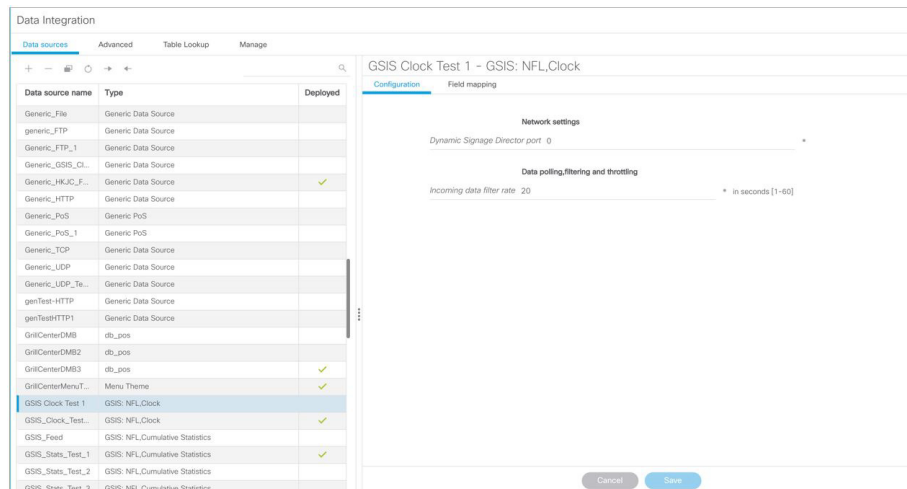 Data Integration
Data sources Advanced Table Lookup Manage
Data source name Type Deployed
Generic_File Generic Data Source
generic_FTP Generic Data Source
Generic_FTP_1 Generic Data Source
Generic_GSIS_Cl... Generic Data Source
Generic_HKJC_F... Generic Data Source
Generic_HTTP Generic Data Source
Generic_PoS Generic PoS
Generic_PoS_1 Generic PoS
Generic_TCP Generic Data Source
Generic_UDP Generic Data Source
Generic_UDP_Te... Generic Data Source
genTest-HTTP Generic Data Source
genTestHTTP1 Generic Data Source
GrillCenterDMB db_pos
GrillCenterDMB2 db_pos
GrillCenterDMB3 db_pos
GrillCenterMenuT... Menu Theme
GSIS Clock Test 1 GSIS: NFL,Clock
GSIS_Clock_Test... GSIS: NFL,Clock
GSIS_Feed GSIS: NFL,Cumulative Statistics
GSIS_Stats_Test_1 GSIS: NFL,Cumulative Statistics
GSIS_Stats_Test_2 GSIS: NFL,Cumulative Statistics
GSIS_Stats_Test_3 GSIS: NFL,Cumulative Statistics
GSIS Clock Test 1 - GSIS: NFL,Clock
Configuration Field mapping
Network settings
Dynamic Signage Director port 0 *
Data polling,filtering and throttling
Incoming data filter rate 20 * in seconds [1-60]
Cancel Save